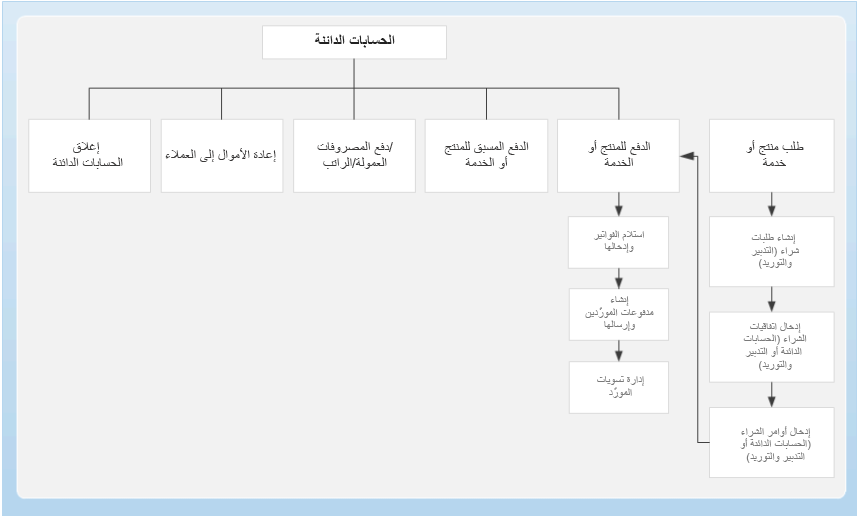 الحسابات الدائنة
طلب منتج أو
خدمة
الدفع للمنتج أو
الخدمة
الدفع المسبق للمنتج
أو الخدمة
دفع المصروفات/
العمولة/الراتب
إعادة الأموال إلى العملاء
إغلاق
الحسابات الدائنة
إنشاء طلبات
شراء (التدبير
والتوريد)
إدخال اتفاقيات
الشراء (الحسابات
الدائنة أو التدبير
والتوريد)
إدخال أوامر الشراء
(الحسابات الدائنة أو
التدبير والتوريد)
استلام الفواتير
وإدخالها
إنشاء
مدفوعات المورّدين
وإرسالها
إدارة تسويات
المورّد